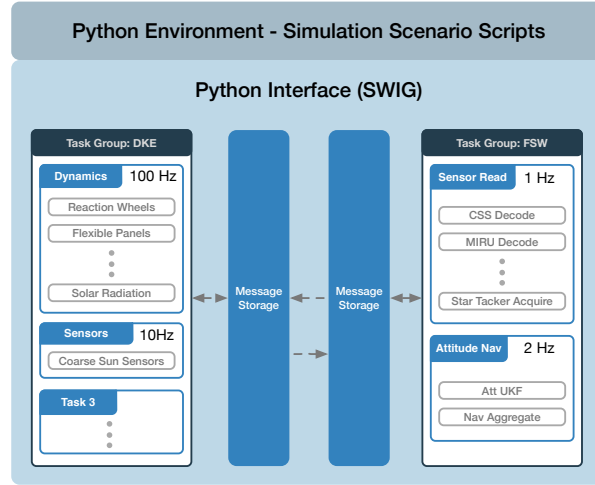 Python Environment - Simulation Scenario Scripts
Python Interface (SWIG)
Task Group: DKE
Dynamics
100 Hz
Reaction Wheels
Flexible Panels
Solar Radiation
Sensors
10Hz
Coarse Sun Sensors
Task 3
Message
Storage
Message
Storage
Task Group: FSW
Sensor Read
1 Hz
CSS Decode
MIRU Decode
Star Tacker Acquire
Attitude Nav
2 Hz
Att UKF
Nav Aggregate